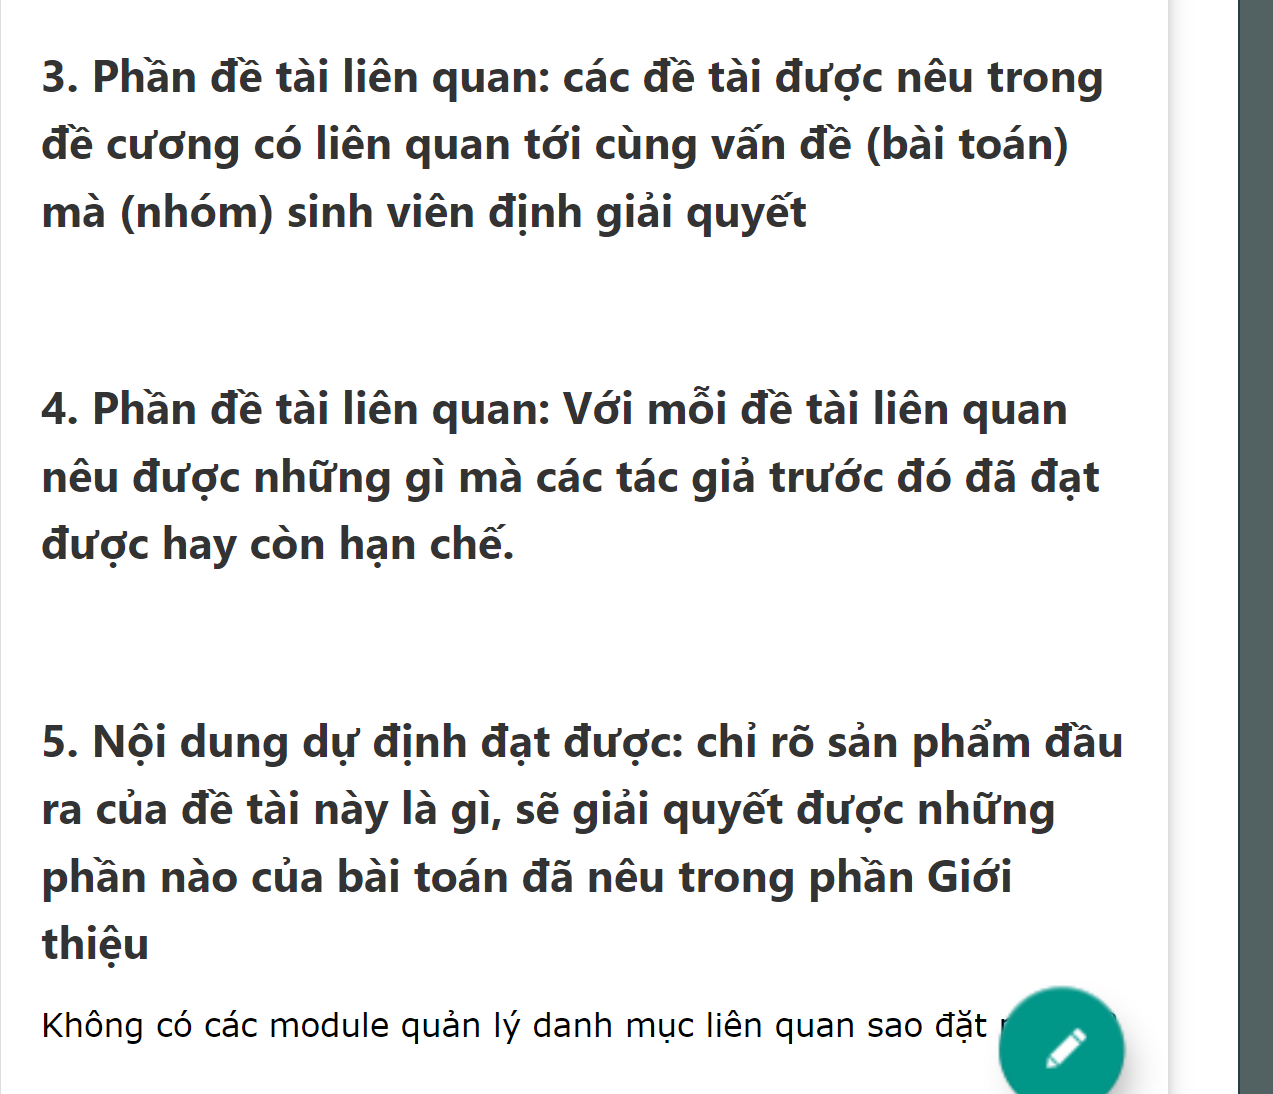 3. Phần đề tài liên quan: các đề tài được nêu trong
đề cương có liên quan tới cùng vấn đề (bài toán)
mà (nhóm) sinh viên định giải quyết
4. Phần đề tài liên quan: Với mỗi đề tài liên quan
nêu được những gì mà các tác giả trước đó đã đạt
được hay còn hạn chế.
5. Nội dung dự định đạt được: chỉ rõ sản phẩm đầu
ra của đề tài này là gì, sẽ giải quyết được những
phần nào của bài toán đã nêu trong phần Giới
thiệu
Không có các module quản lý danh mục liên quan sao đặt